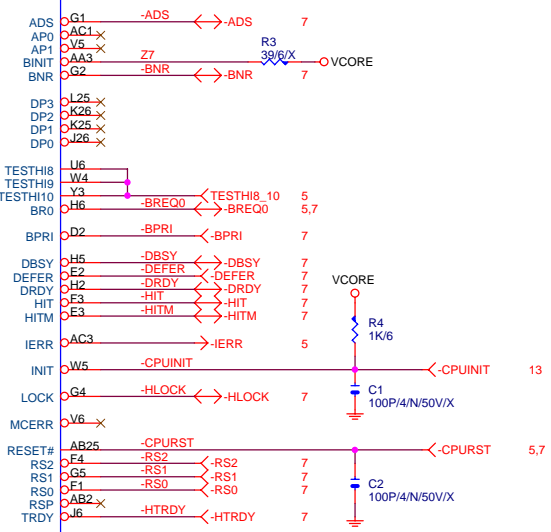 ADS G1 -ADS -ADS 7
AP0 AC1
AP1 V5
BINIT AA3 Z7 R3 39/6/X VCORE
BNR G2 -BNR -BNR 7
DP3 L25
DP2 K26
DP1 K25
DP0 J26
TESTHI8 U6
TESTHI9 W4
TESTHI10 Y3 TESTHI8_10 5
BR0 H6 -BREQ0 -BREQ0 5,7
BPRI D2 -BPRI -BPRI 7
DBSY H5 -DBSY -DBSY 7
DEFER E2 -DEFER -DEFER 7
DRDY H2 -DRDY -DRDY 7
HIT F3 -HIT -HIT 7
HITM E3 -HITM -HITM 7
VCORE
R4
1K/6
IERR AC3 -IERR 5
INIT W5 -CPUINIT -CPUINIT 13
C1
100P/4/N/50V/X
LOCK G4 -HLOCK -HLOCK 7
MCERR V6
RESET# AB25 -CPURST -CPURST 5,7
RS2 F4 -RS2 -RS2 7
RS1 G5 -RS1 -RS1 7
RS0 F1 -RS0 -RS0 7
C2
100P/4/N/50V/X
RSP AB2
TRDY J6 -HTRDY -HTRDY 7